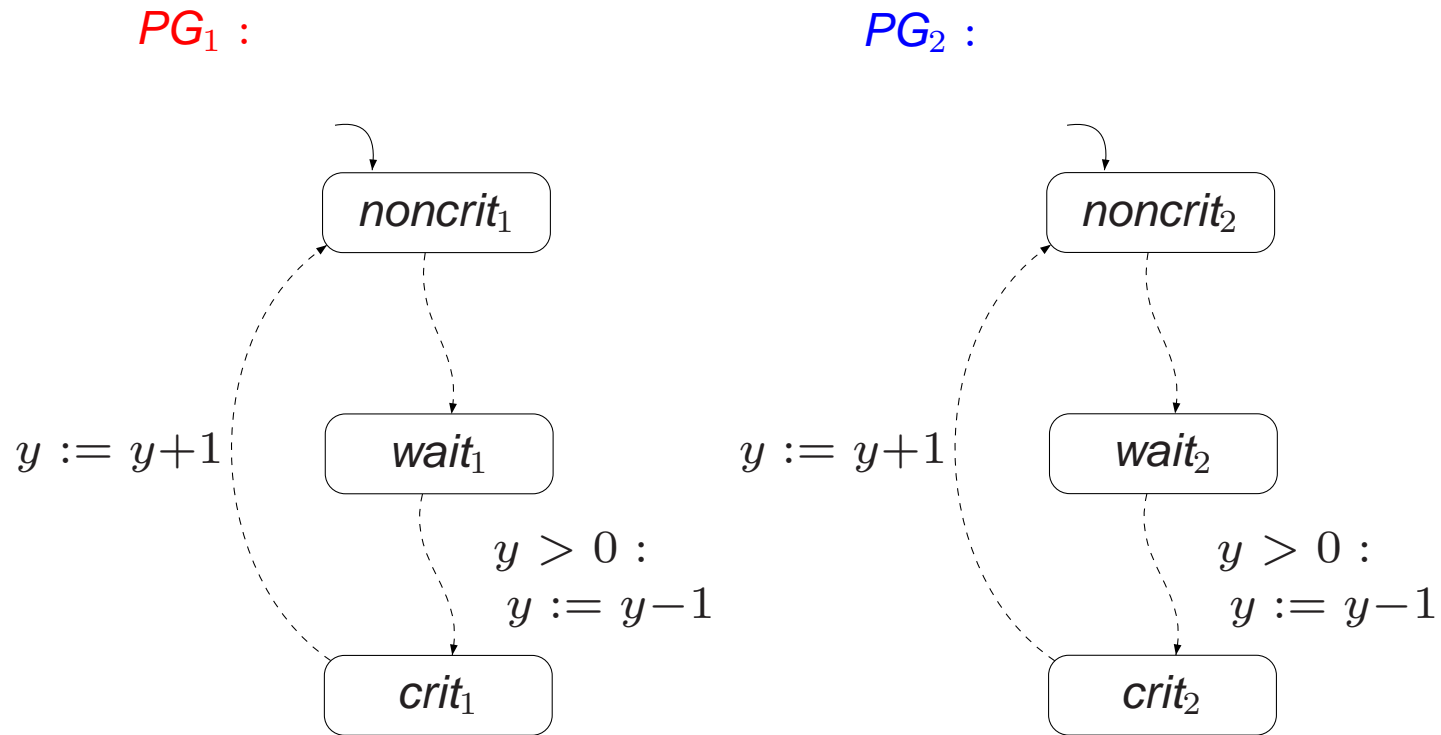 PG₁ :
PG₂ :
noncrit₁
noncrit₂
y := y+1
wait₁
y := y+1
wait₂
y > 0 :
y := y−1
y > 0 :
y := y−1
crit₁
crit₂